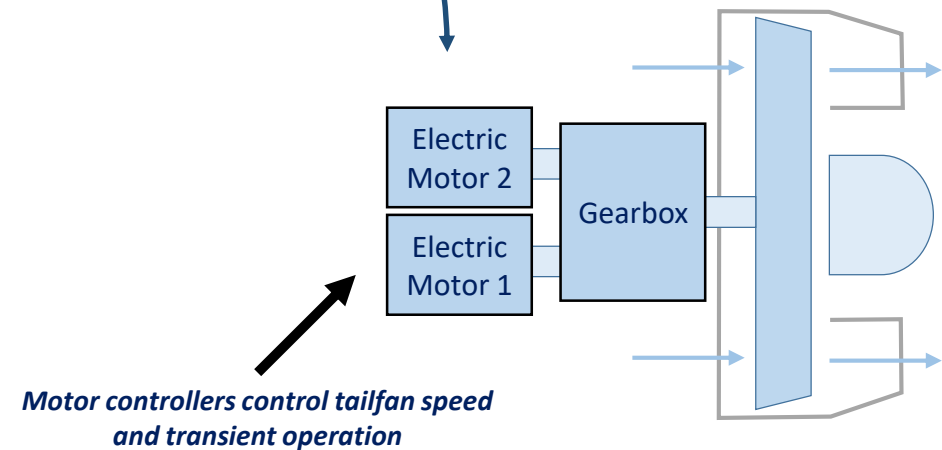 Electric
Motor 2
Gearbox
Electric
Motor 1
Motor controllers control tailfan speed
and transient operation